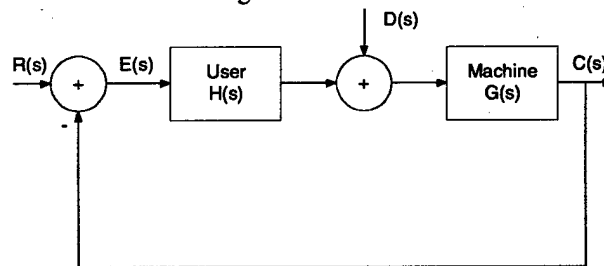 D(s)
R(s)
E(s)
C(s)
+
User
H(s)
+
Machine
G(s)
-